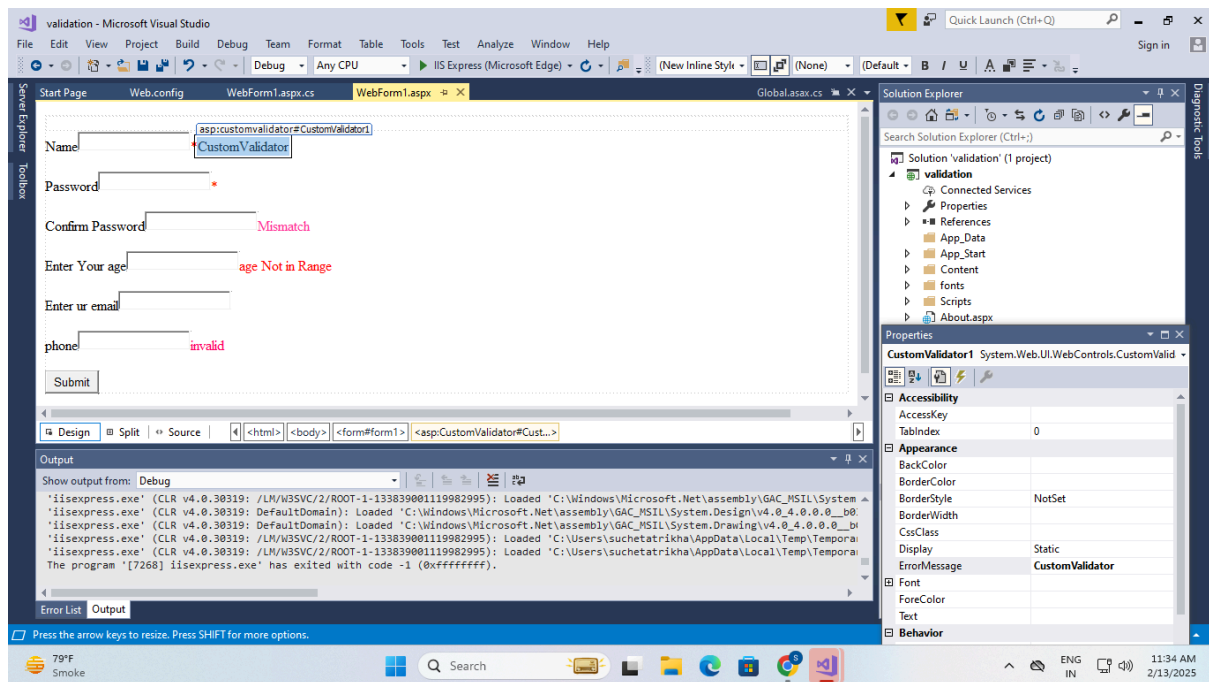 validation - Microsoft Visual Studio
Quick Launch (Ctrl+Q)
File Edit View Project Build Debug Team Format Table Tools Test Analyze Window Help
Sign in
Debug Any CPU IIS Express (Microsoft Edge) (New Inline Style (None) (Default B I U A
Server Explorer
Toolbox
Start Page Web.config WebForm1.aspx.cs WebForm1.aspx Global.asax.cs
asp:customvalidator#CustomValidator1
Name *CustomValidator
Password *
Confirm Password Mismatch
Enter Your age age Not in Range
Enter ur email
phone invalid
Submit
Design Split Source <html> <body> <form#form1> <asp:CustomValidator#Cust...>
Output
Show output from: Debug
'iisexpress.exe' (CLR v4.0.30319: /LM/W3SVC/2/ROOT-1-133839001119982995): Loaded 'C:\Windows\Microsoft.Net\assembly\GAC_MSIL\System
'iisexpress.exe' (CLR v4.0.30319: DefaultDomain): Loaded 'C:\Windows\Microsoft.Net\assembly\GAC_MSIL\System.Design\v4.0_4.0.0.0__b0
'iisexpress.exe' (CLR v4.0.30319: DefaultDomain): Loaded 'C:\Windows\Microsoft.Net\assembly\GAC_MSIL\System.Drawing\v4.0_4.0.0.0__b
'iisexpress.exe' (CLR v4.0.30319: /LM/W3SVC/2/ROOT-1-133839001119982995): Loaded 'C:\Users\suchetatrikha\AppData\Local\Temp\Tempora
'iisexpress.exe' (CLR v4.0.30319: /LM/W3SVC/2/ROOT-1-133839001119982995): Loaded 'C:\Users\suchetatrikha\AppData\Local\Temp\Tempora
The program '[7268] iisexpress.exe' has exited with code -1 (0xffffffff).
Error List Output
Solution Explorer
Search Solution Explorer (Ctrl+;)
Solution 'validation' (1 project)
validation
Connected Services
Properties
References
App_Data
App_Start
Content
fonts
Scripts
About.aspx
Diagnostic Tools
Properties
CustomValidator1 System.Web.UI.WebControls.CustomValid
Accessibility
AccessKey
TabIndex 0
Appearance
BackColor
BorderColor
BorderStyle NotSet
BorderWidth
CssClass
Display Static
ErrorMessage CustomValidator
Font
ForeColor
Text
Behavior
Press the arrow keys to resize. Press SHIFT for more options.
79°F
Smoke
Search
ENG
IN
11:34 AM
2/13/2025